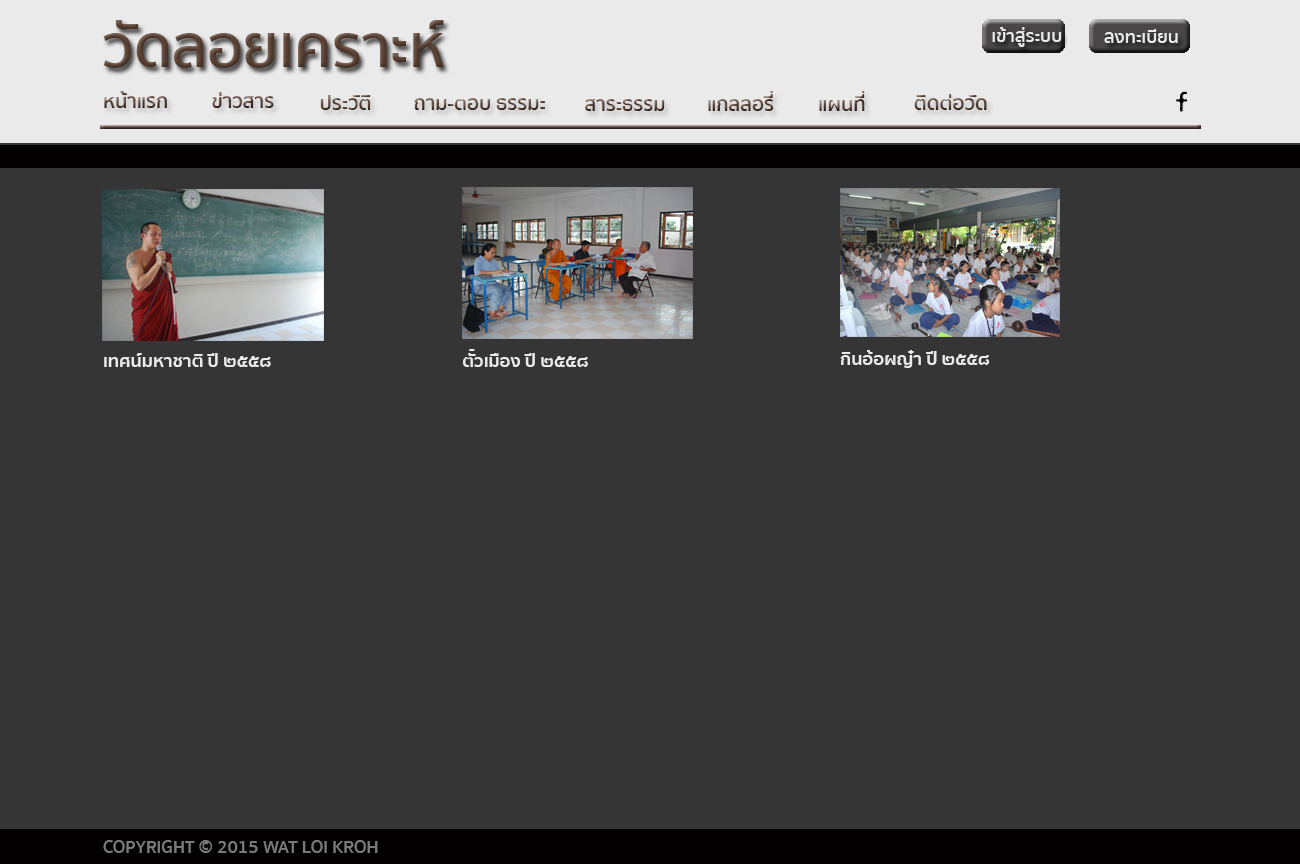 วัดลอยเคราะห์
เข้าสู่ระบบ
ลงทะเบียน
หน้าแรก ข่าวสาร ประวัติ ถาม-ตอบ ธรรมะ สาระธรรม แกลลอรี่ แผนที่ ติดต่อวัด
เทศน์มหาชาติ ปี ๒๕๕๘
ตั๋วเมือง ปี ๒๕๕๘
กินอ้อผญ๋า ปี ๒๕๕๘
COPYRIGHT © 2015 WAT LOI KROH